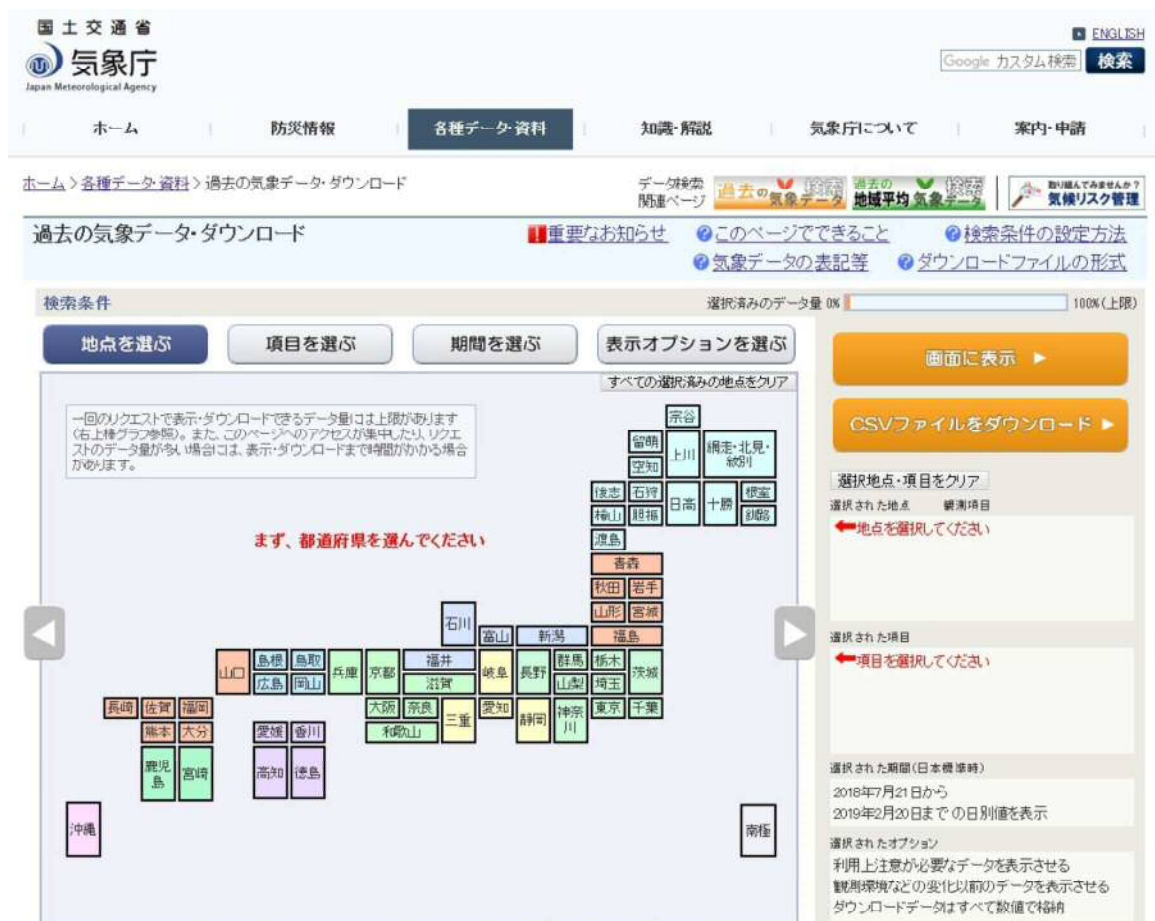 国土交通省
気象庁
Japan Meteorological Agency
ENGLISH
Google カスタム検索 検索
ホーム 防災情報 各種データ・資料 知識・解説 気象庁について 案内・申請
ホーム > 各種データ・資料 > 過去の気象データ・ダウンロード
データ検索
関連ページ
過去の気象データ 検索
過去の
地域平均気象データ 検索
取り組んでみませんか?
気候リスク管理
過去の気象データ・ダウンロード
重要なお知らせ このページでできること 検索条件の設定方法
気象データの表記等 ダウンロードファイルの形式
検索条件
選択済みのデータ量 0% 100%(上限)
地点を選ぶ 項目を選ぶ 期間を選ぶ 表示オプションを選ぶ
画面に表示
CSVファイルをダウンロード
すべての選択済みの地点をクリア
一回のリクエストで表示・ダウンロードできるデータ量には上限があります
(右上棒グラフ参照)。また、このページへのアクセスが集中したり、リクエ
ストのデータ量が多い場合には、表示・ダウンロードまで時間がかかる場合
があります。
まず、都道府県を選んでください
宗谷
留萌 上川 網走・北見・
紋別
空知
後志 石狩 日高 十勝 根室
檜山 胆振 釧路
渡島
青森
秋田 岩手
山形 宮城
石川 富山 新潟 福島
山口 島根 鳥取 兵庫 京都 福井 岐阜 長野 群馬 栃木 茨城
広島 岡山 滋賀 山梨 埼玉
長崎 佐賀 福岡 大阪 奈良 三重 愛知 静岡 神奈
川 東京 千葉
熊本 大分 愛媛 香川 和歌山
鹿児
島 宮崎 高知 徳島
沖縄 南極
選択地点・項目をクリア
選択された地点 観測項目
地点を選択してください
選択された項目
項目を選択してください
選択された期間(日本標準時)
2018年7月21日から
2019年2月20日までの日別値を表示
選択されたオプション
利用上注意が必要なデータを表示させる
観測環境などの変化以前のデータを表示させる
ダウンロードデータはすべて数値で格納